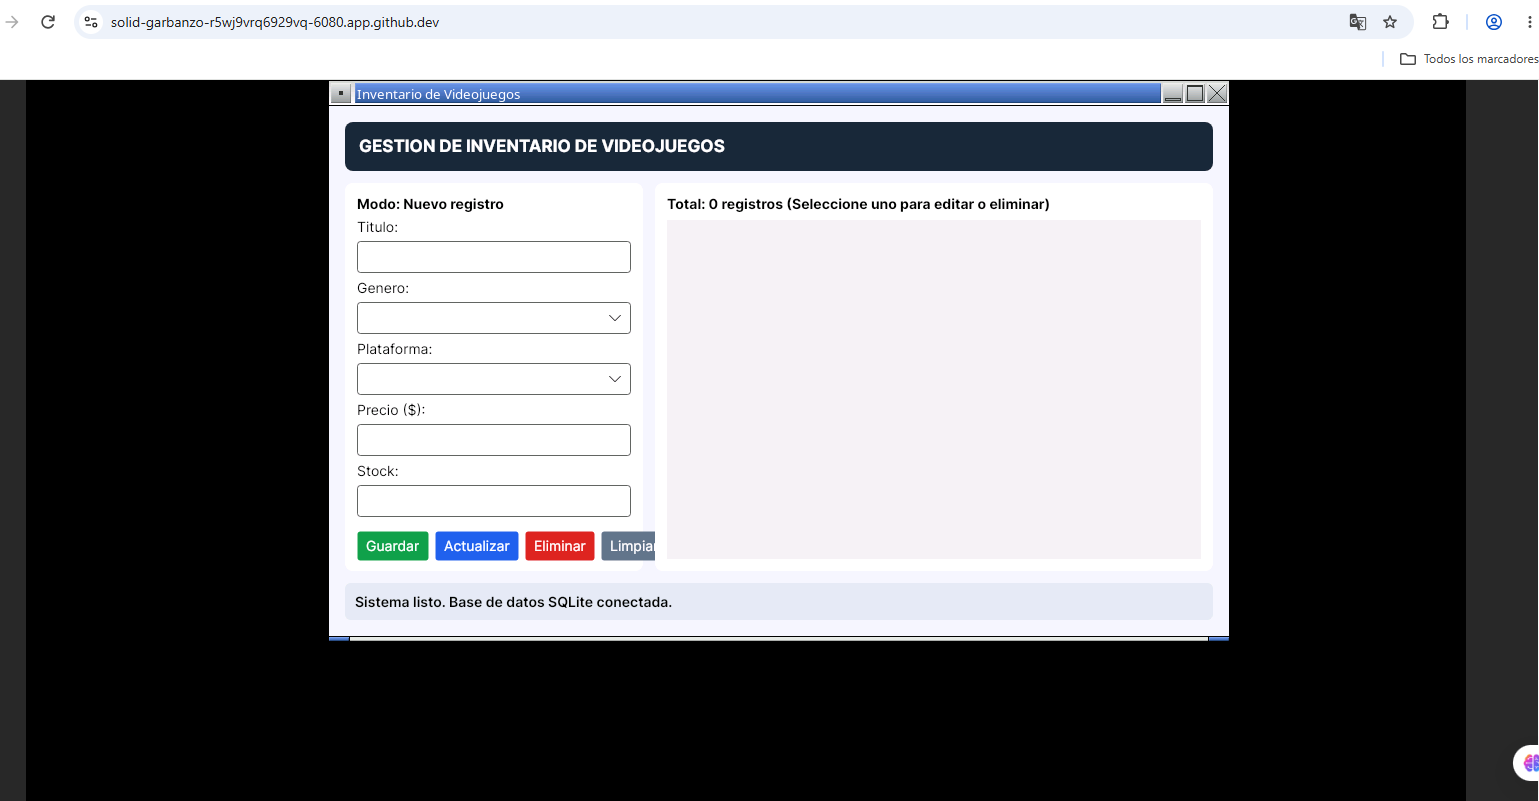 solid-garbanzo-r5wj9vrq6929vq-6080.app.github.dev
Todos los marcadores
Inventario de Videojuegos
GESTION DE INVENTARIO DE VIDEOJUEGOS
Modo: Nuevo registro
Titulo:
Genero:
Plataforma:
Precio ($):
Stock:
Guardar Actualizar Eliminar Limpiar
Total: 0 registros (Seleccione uno para editar o eliminar)
Sistema listo. Base de datos SQLite conectada.